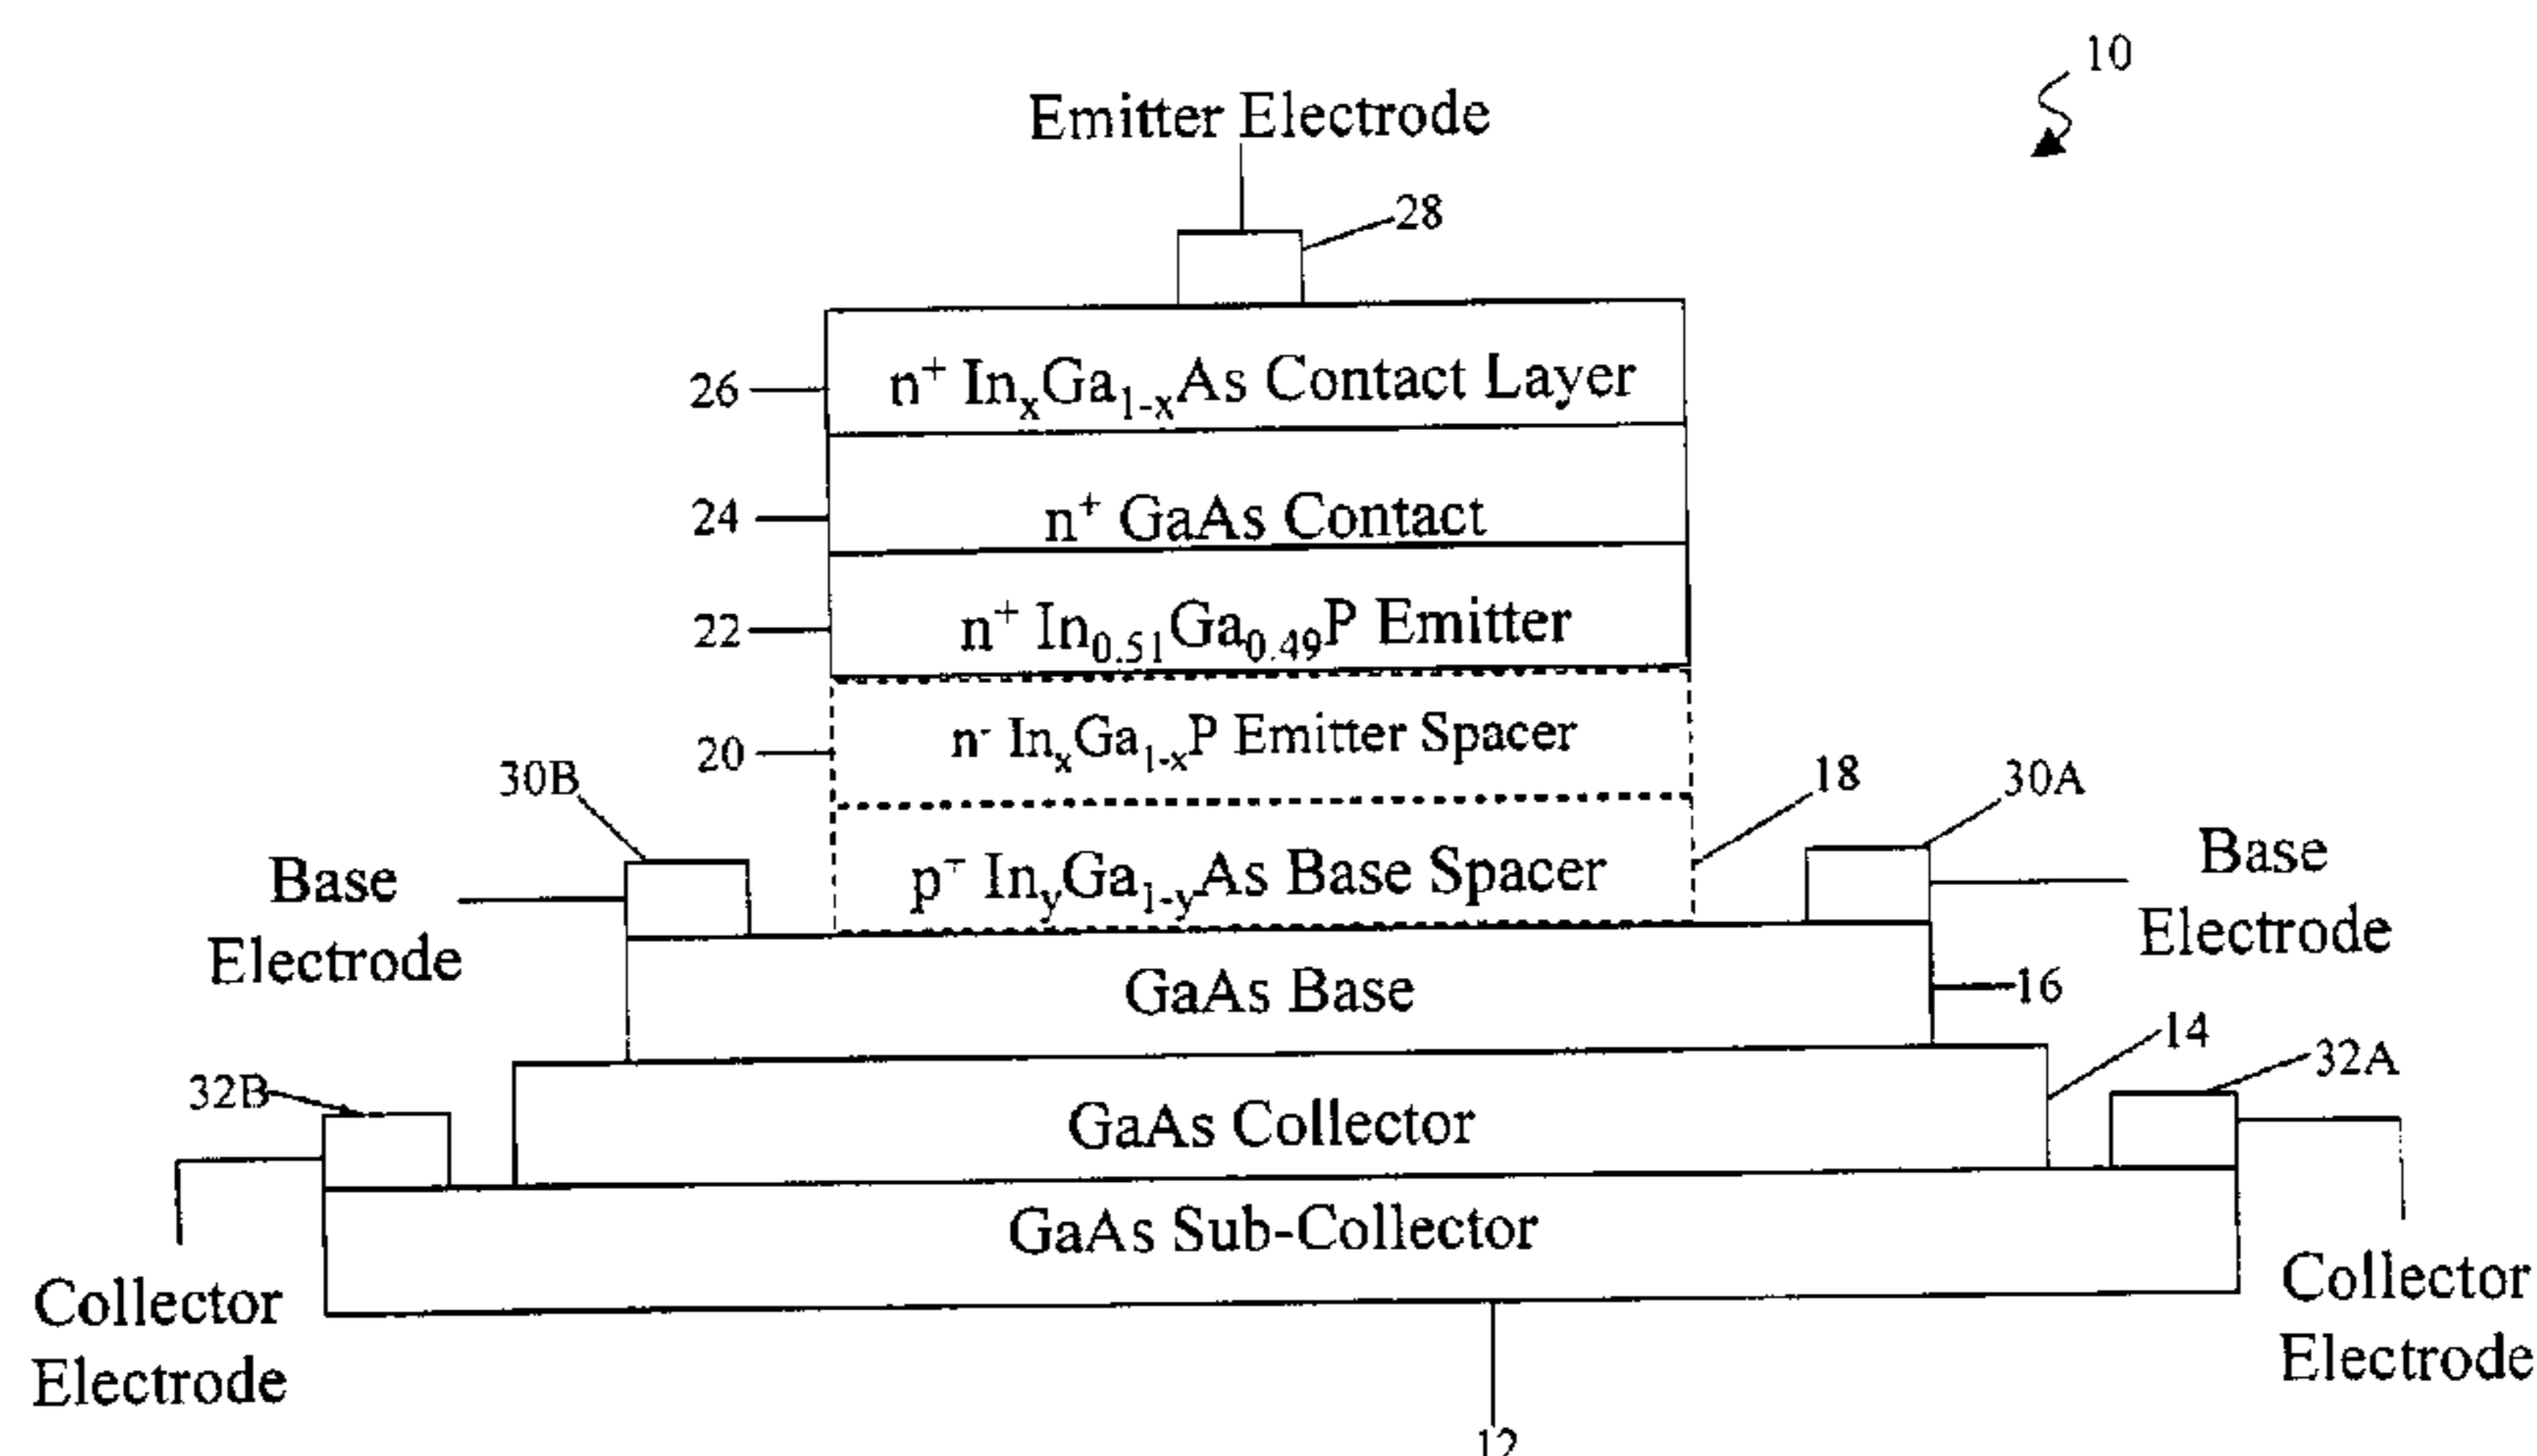 10
Emitter Electrode
28
26
n⁺ InₓGa₁₋ₓAs Contact Layer
24
n⁺ GaAs Contact
22
n⁺ In₀.₅₁Ga₀.₄₉P Emitter
20
n⁻ InₓGa₁₋ₓP Emitter Spacer
30B
18
30A
p⁺ InyGa1-yAs Base Spacer
Base
Electrode
Base
Electrode
GaAs Base
16
14
32B
32A
GaAs Collector
GaAs Sub-Collector
Collector
Electrode
Collector
Electrode
12